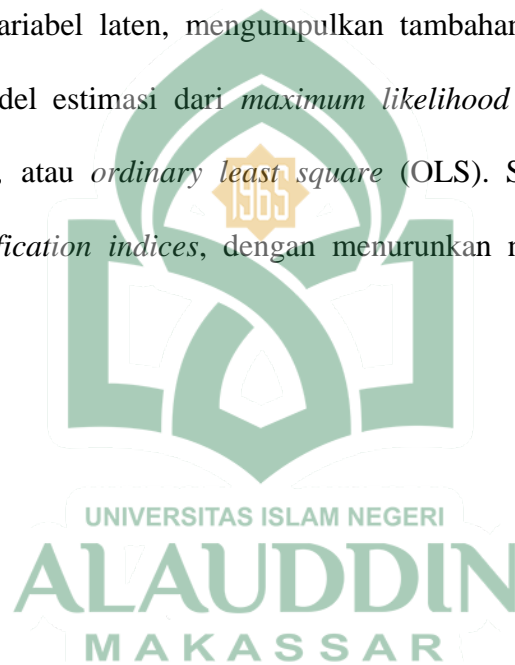 ariabel laten, mengumpulkan tambahan
del estimasi dari maximum likelihood
, atau ordinary least square (OLS). S
1965
fication indices, dengan menurunkan
UNIVERSITAS ISLAM NEGERI
ALAUDDIN
MAKASSAR